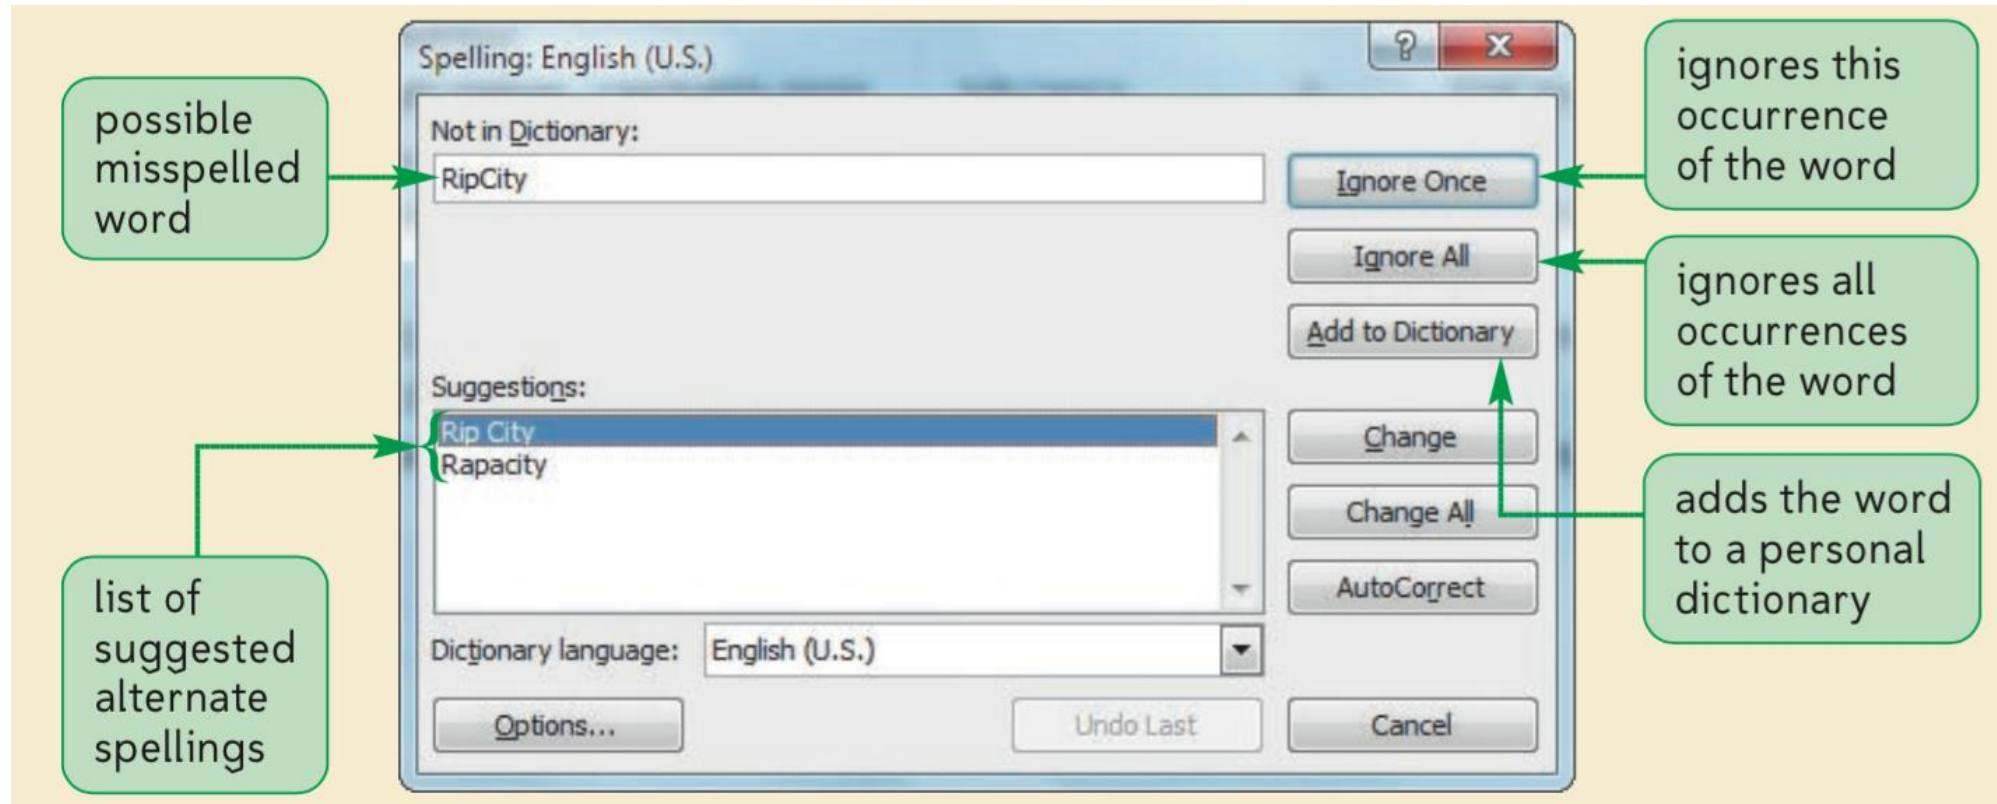 possible
misspelled
word
list of
suggested
alternate
spellings
Spelling: English (U.S.)
Not in Dictionary:
RipCity
Ignore Once
Ignore All
Add to Dictionary
Suggestions:
Rip City
Rapacity
Change
Change All
AutoCorrect
Dictionary language: English (U.S.)
Options...
Undo Last
Cancel
ignores this
occurrence
of the word
ignores all
occurrences
of the word
adds the word
to a personal
dictionary